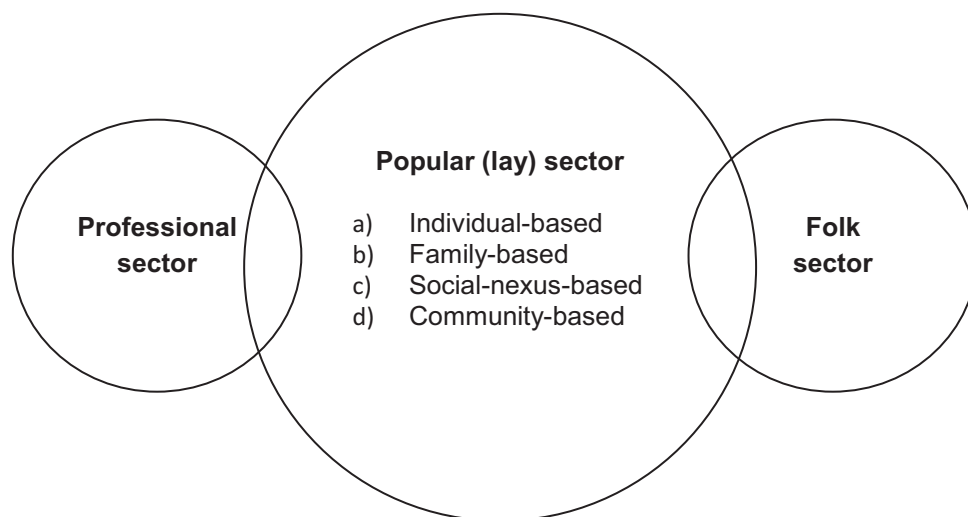 Popular (lay) sector
Professional
sector
a) Individual-based
b) Family-based
c) Social-nexus-based
d) Community-based
Folk
sector